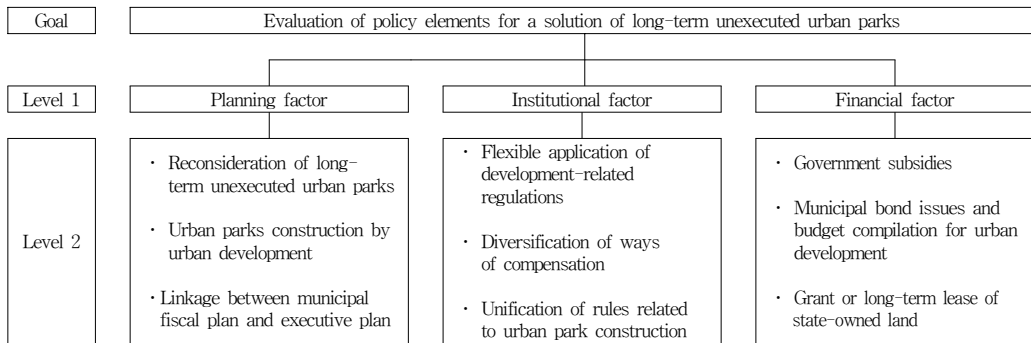 Goal
Evaluation of policy elements for a solution of long-term unexecuted urban parks
Level 1
Planning factor
Institutional factor
Financial factor
Level 2
· Reconsideration of long-
term unexecuted urban parks
· Urban parks construction by
urban development
· Linkage between municipal
fiscal plan and executive plan
· Flexible application of
development-related
regulations
· Diversification of ways
of compensation
· Unification of rules related
to urban park construction
· Government subsidies
· Municipal bond issues and
budget compilation for urban
development
· Grant or long-term lease of
state-owned land